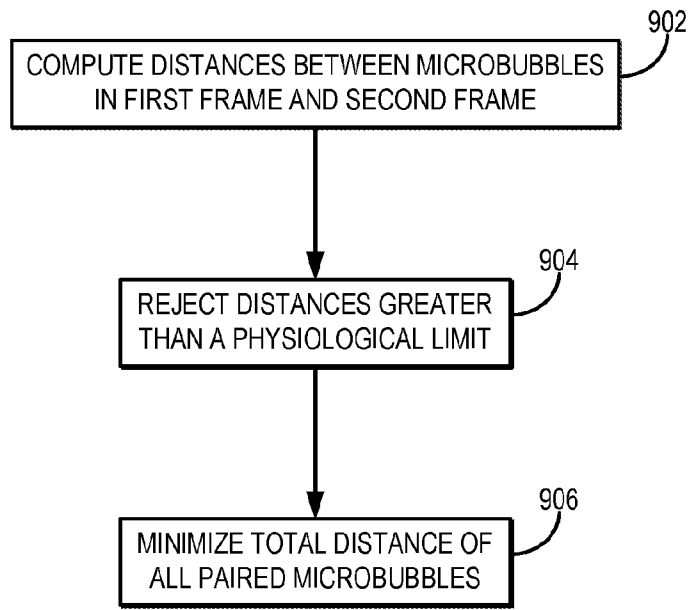 902
COMPUTE DISTANCES BETWEEN MICROBUBBLES
IN FIRST FRAME AND SECOND FRAME
904
REJECT DISTANCES GREATER
THAN A PHYSIOLOGICAL LIMIT
906
MINIMIZE TOTAL DISTANCE OF
ALL PAIRED MICROBUBBLES